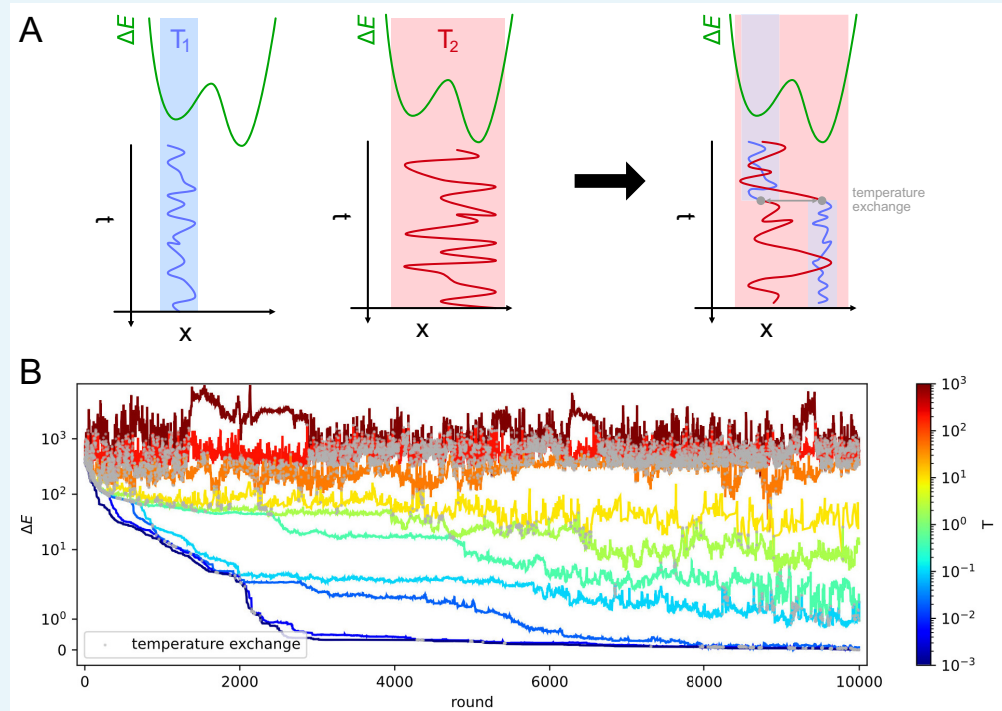 A
ΔE
T₁
t
x
ΔE
T₂
t
x
ΔE
temperature
exchange
t
x
B
ΔE
10³
10²
10¹
10⁰
0
temperature exchange
0
2000
4000
6000
8000
10000
round
10³
10²
10¹
10⁰
10⁻¹
10⁻²
10⁻³
T